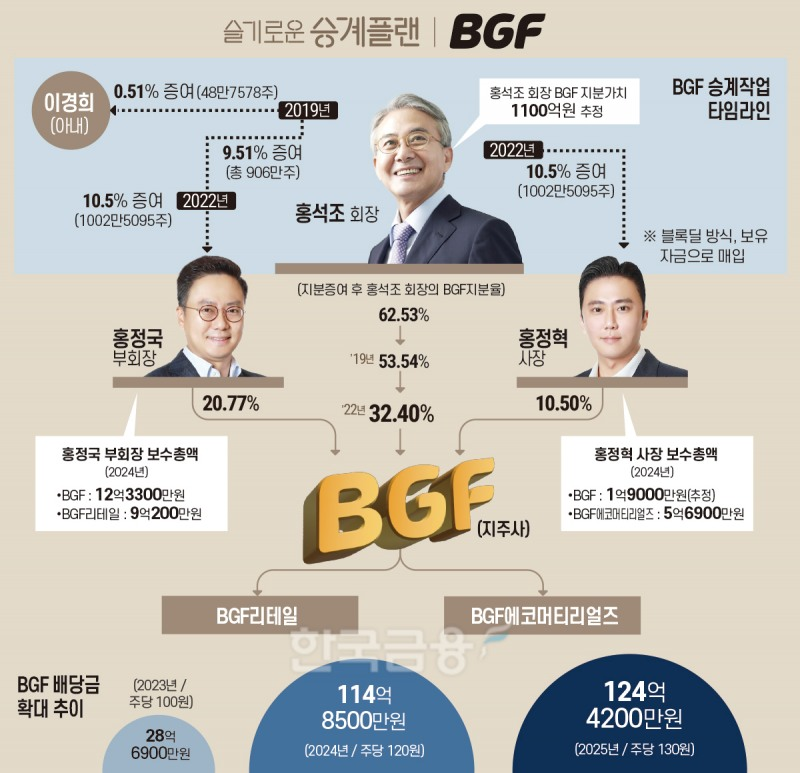 슬기로운 승계플랜 | BGF
BGF 승계작업
타임라인
이경희
(아내)
0.51% 증여(48만7578주)
2019년
9.51% 증여
(총 906만주)
10.5% 증여
(1002만5095주)
2022년
홍석조 회장 BGF 지분가치
1100억원 추정
홍석조 회장
2022년
10.5% 증여
(1002만5095주)
※ 블록딜 방식, 보유
자금으로 매입
(지분증여 후 홍석조 회장의 BGF지분율)
62.53%
'19년 53.54%
'22년 32.40%
홍정국
부회장
20.77%
홍정혁
사장
10.50%
홍정국 부회장 보수총액
(2024년)
•BGF : 12억3300만원
•BGF리테일 : 9억200만원
홍정혁 사장 보수총액
(2024년)
•BGF : 1억9000만원(추정)
•BGF에코머티리얼즈 : 5억6900만원
BGF
(지주사)
BGF리테일
BGF에코머티리얼즈
한국금융
BGF 배당금
확대 추이
(2023년 /
주당 100원)
28억
6900만원
114억
8500만원
(2024년 / 주당 120원)
124억
4200만원
(2025년 / 주당 130원)